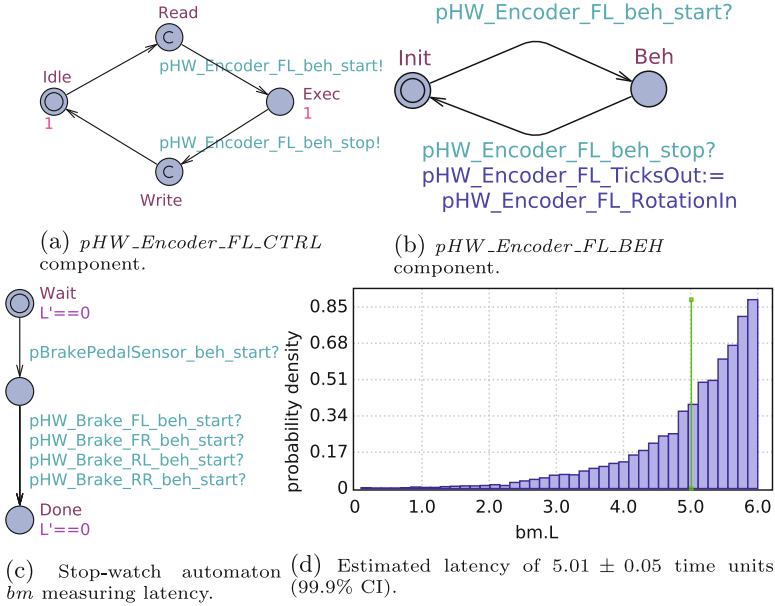 Read
pHW_Encoder_FL_beh_start!
Idle
C
1
Exec
1
pHW_Encoder_FL_beh_stop!
C
Write
(a) pHW_Encoder_FL_CTRL
component.
pHW_Encoder_FL_beh_start?
Init
Beh
pHW_Encoder_FL_beh_stop?
pHW_Encoder_FL_TicksOut:=
pHW_Encoder_FL_RotationIn
(b) pHW_Encoder_FL_BEH
component.
Wait
L'==0
pBrakePedalSensor_beh_start?
pHW_Brake_FL_beh_start?
pHW_Brake_FR_beh_start?
pHW_Brake_RL_beh_start?
pHW_Brake_RR_beh_start?
Done
L'==0
(c) Stop-watch automaton
bm measuring latency.
probability density
0.85
0.68
0.51
0.34
0.17
0
0 1.0 2.0 3.0 4.0 5.0 6.0
bm.L
(d) Estimated latency of 5.01 ± 0.05 time units
(99.9% CI).